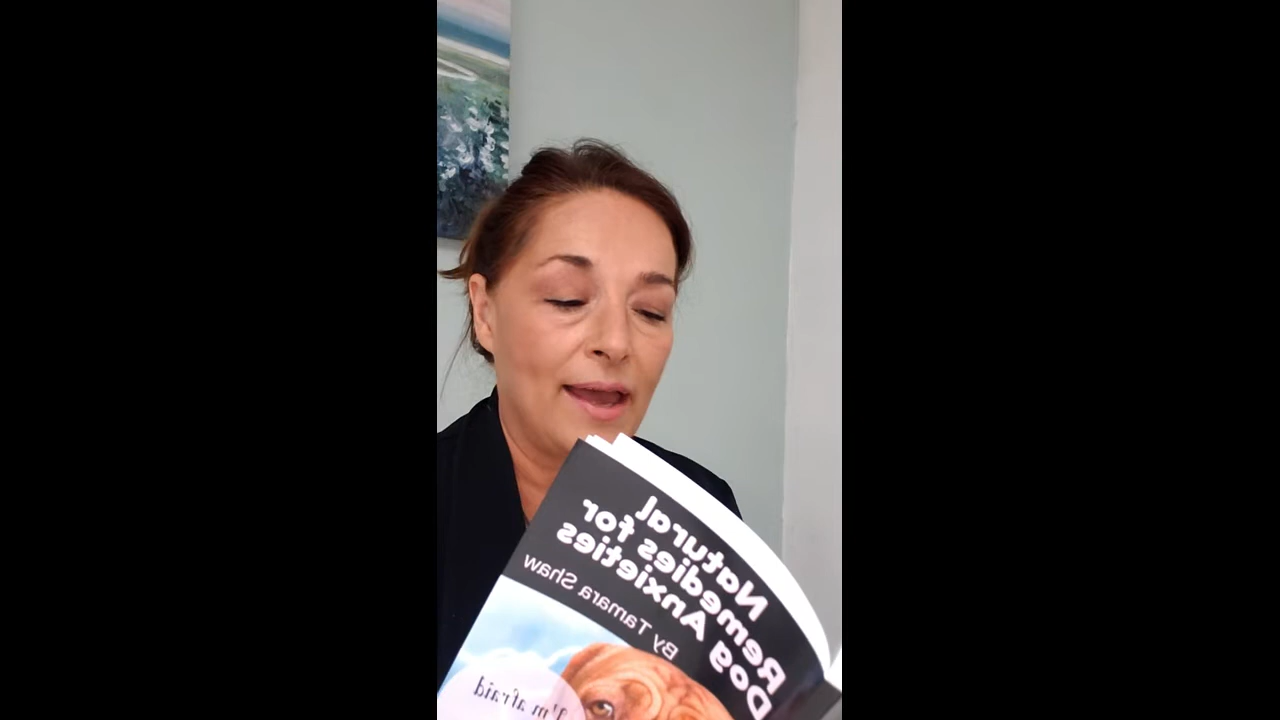 Natural
Remedies for
Dog Anxieties
By Tamara Shaw
I'm afraid